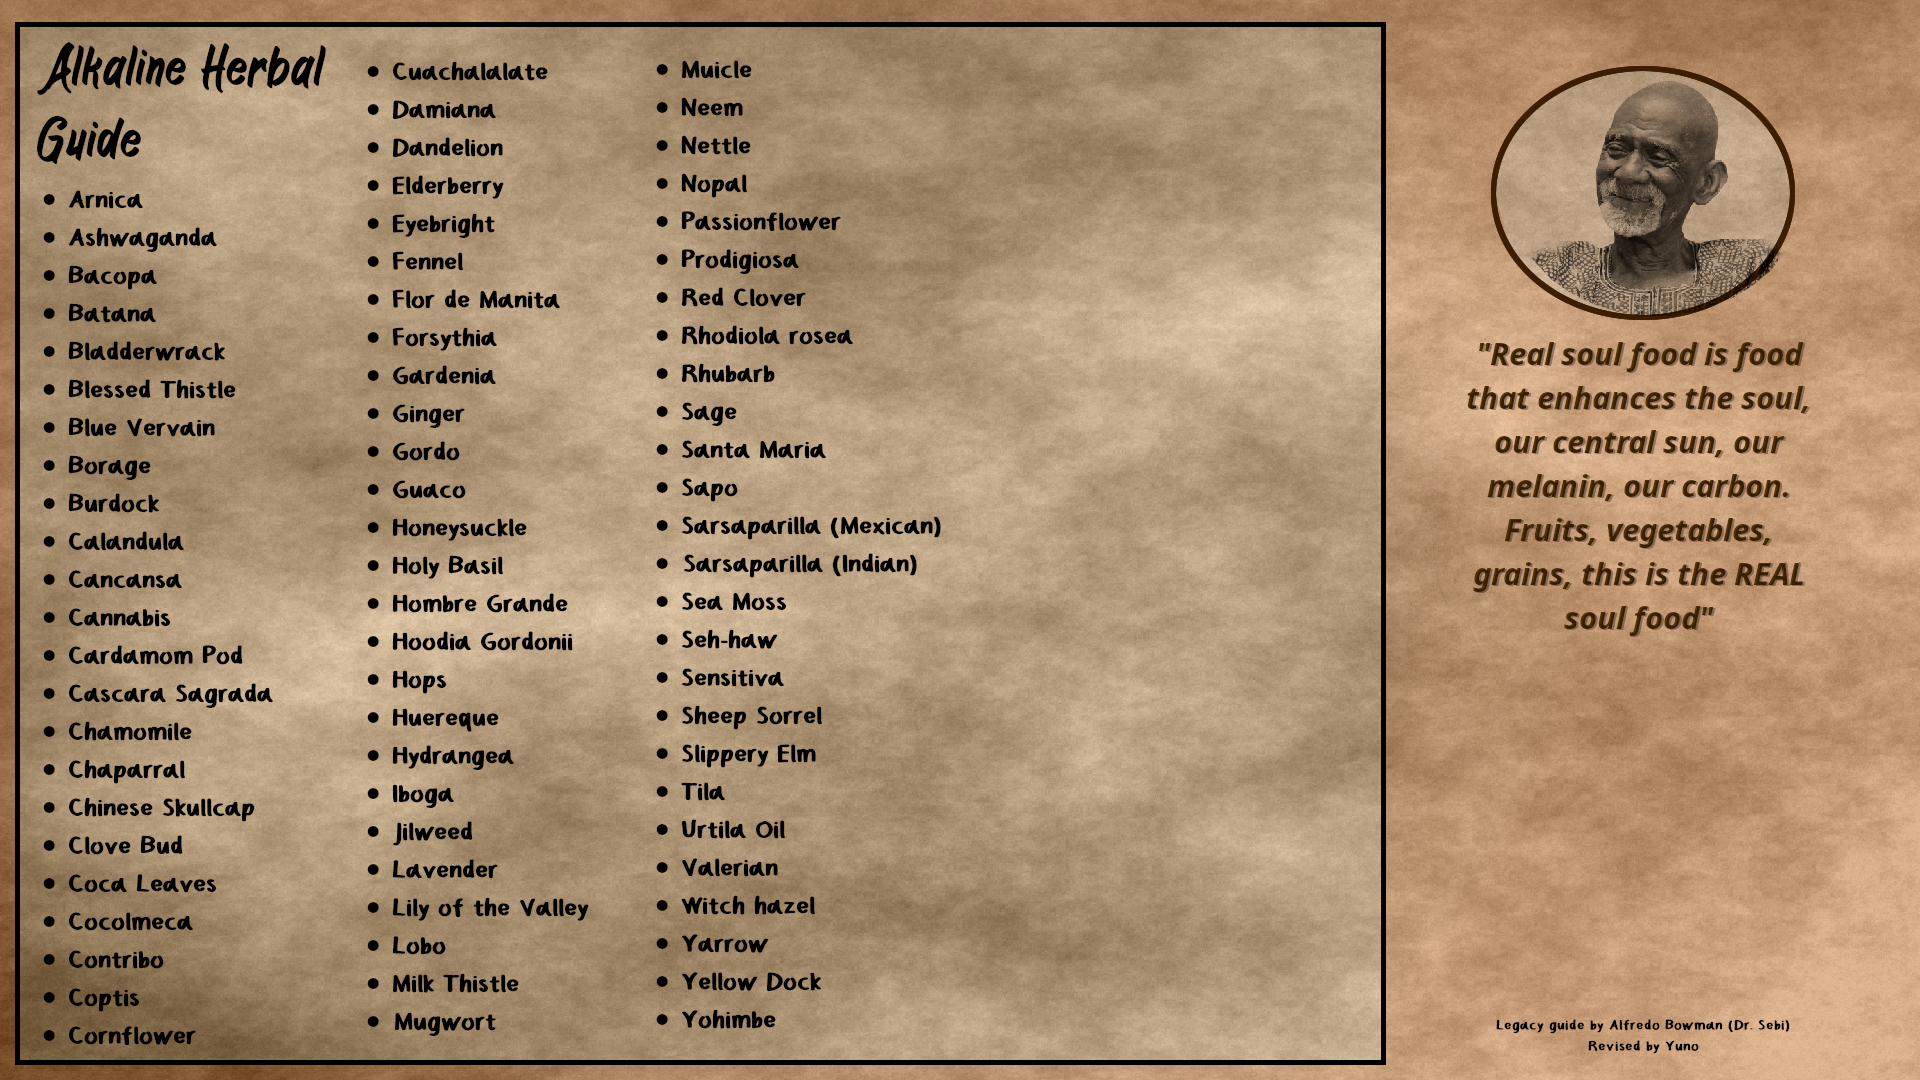 Alkaline Herbal
Guide
• Arnica
• Ashwaganda
• Bacopa
• Batana
• Bladderwrack
• Blessed Thistle
• Blue Vervain
• Borage
• Burdock
• Calandula
• Cancansa
• Cannabis
• Cardamom Pod
• Cascara Sagrada
• Chamomile
• Chaparral
• Chinese Skullcap
• Clove Bud
• Coca Leaves
• Cocolmeca
• Contribo
• Coptis
• Cornflower
• Cuachalalate
• Damiana
• Dandelion
• Elderberry
• Eyebright
• Fennel
• Flor de Manita
• Forsythia
• Gardenia
• Ginger
• Gordo
• Guaco
• Honeysuckle
• Holy Basil
• Hombre Grande
• Hoodia Gordonii
• Hops
• Huereque
• Hydrangea
• Iboga
• Jilweed
• Lavender
• Lily of the Valley
• Lobo
• Milk Thistle
• Mugwort
• Muicle
• Neem
• Nettle
• Nopal
• Passionflower
• Prodigiosa
• Red Clover
• Rhodiola rosea
• Rhubarb
• Sage
• Santa Maria
• Sapo
• Sarsaparilla (Mexican)
• Sarsaparilla (Indian)
• Sea Moss
• Seh-haw
• Sensitiva
• Sheep Sorrel
• Slippery Elm
• Tila
• Urtila Oil
• Valerian
• Witch hazel
• Yarrow
• Yellow Dock
• Yohimbe
"Real soul food is food
that enhances the soul,
our central sun, our
melanin, our carbon.
Fruits, vegetables,
grains, this is the REAL
soul food"
Legacy guide by Alfredo Bowman (Dr. Sebi)
Revised by Yuno